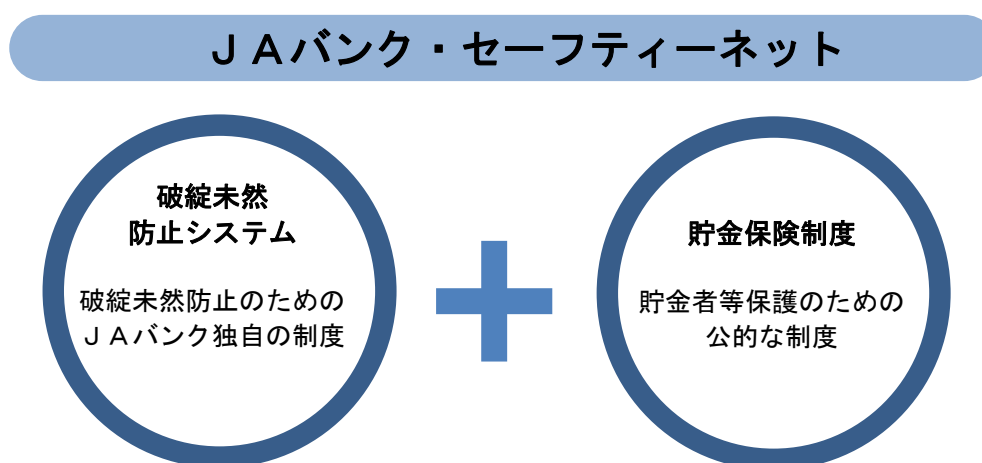 ＪＡバンク・セーフティーネット
破綻未然
防止システム
破綻未然防止のための
ＪＡバンク独自の制度
貯金保険制度
貯金者等保護のための
公的な制度